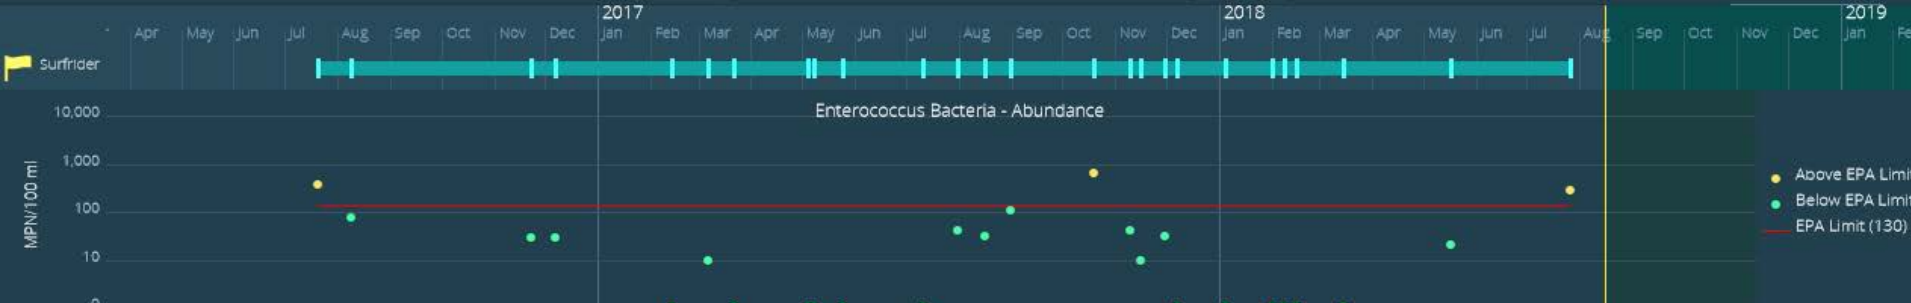 2017 2018 2019
Apr May Jun Jul Aug Sep Oct Nov Dec Jan Feb Mar Apr May Jun Jul Aug Sep Oct Nov Dec Jan Feb Mar Apr May Jun Jul Aug Sep Oct Nov Dec Jan Fe
Surfrider
Enterococcus Bacteria - Abundance
10,000
1,000
100
10
0
MPN/100 ml
Above EPA Limi
Below EPA Limit
EPA Limit (130)